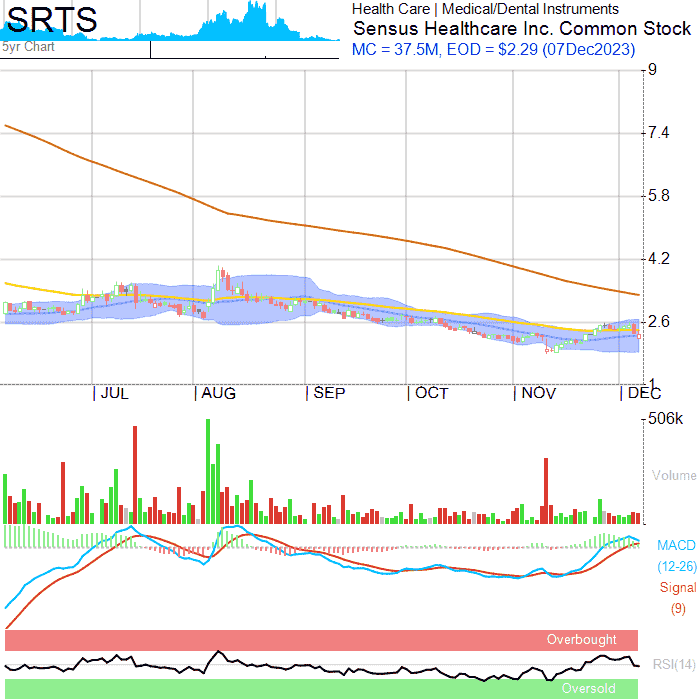 SRTS
Health Care | Medical/Dental Instruments
Sensus Healthcare Inc. Common Stock
5yr Chart
MC = 37.5M, EOD = $2.29 (07Dec2023)
9
7.4
5.8
4.2
2.6
1
JUL AUG SEP OCT NOV DEC
506k
Volume
MACD
(12-26)
Signal
(9)
Overbought
RSI(14)
Oversold